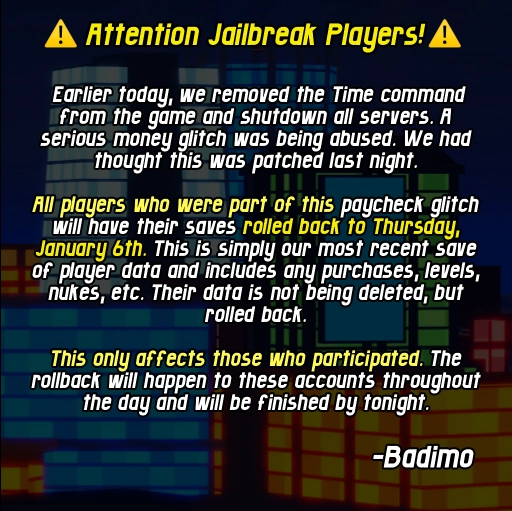 ⚠️ Attention Jailbreak Players! ⚠️
Earlier today, we removed the Time command
from the game and shutdown all servers. A
serious money glitch was being abused. We had
thought this was patched last night.
All players who were part of this paycheck glitch
will have their saves rolled back to Thursday,
January 6th. This is simply our most recent save
of player data and includes any purchases, levels,
nukes, etc. Their data is not being deleted, but
rolled back.
This only affects those who participated. The
rollback will happen to these accounts throughout
the day and will be finished by tonight.
-Badimo